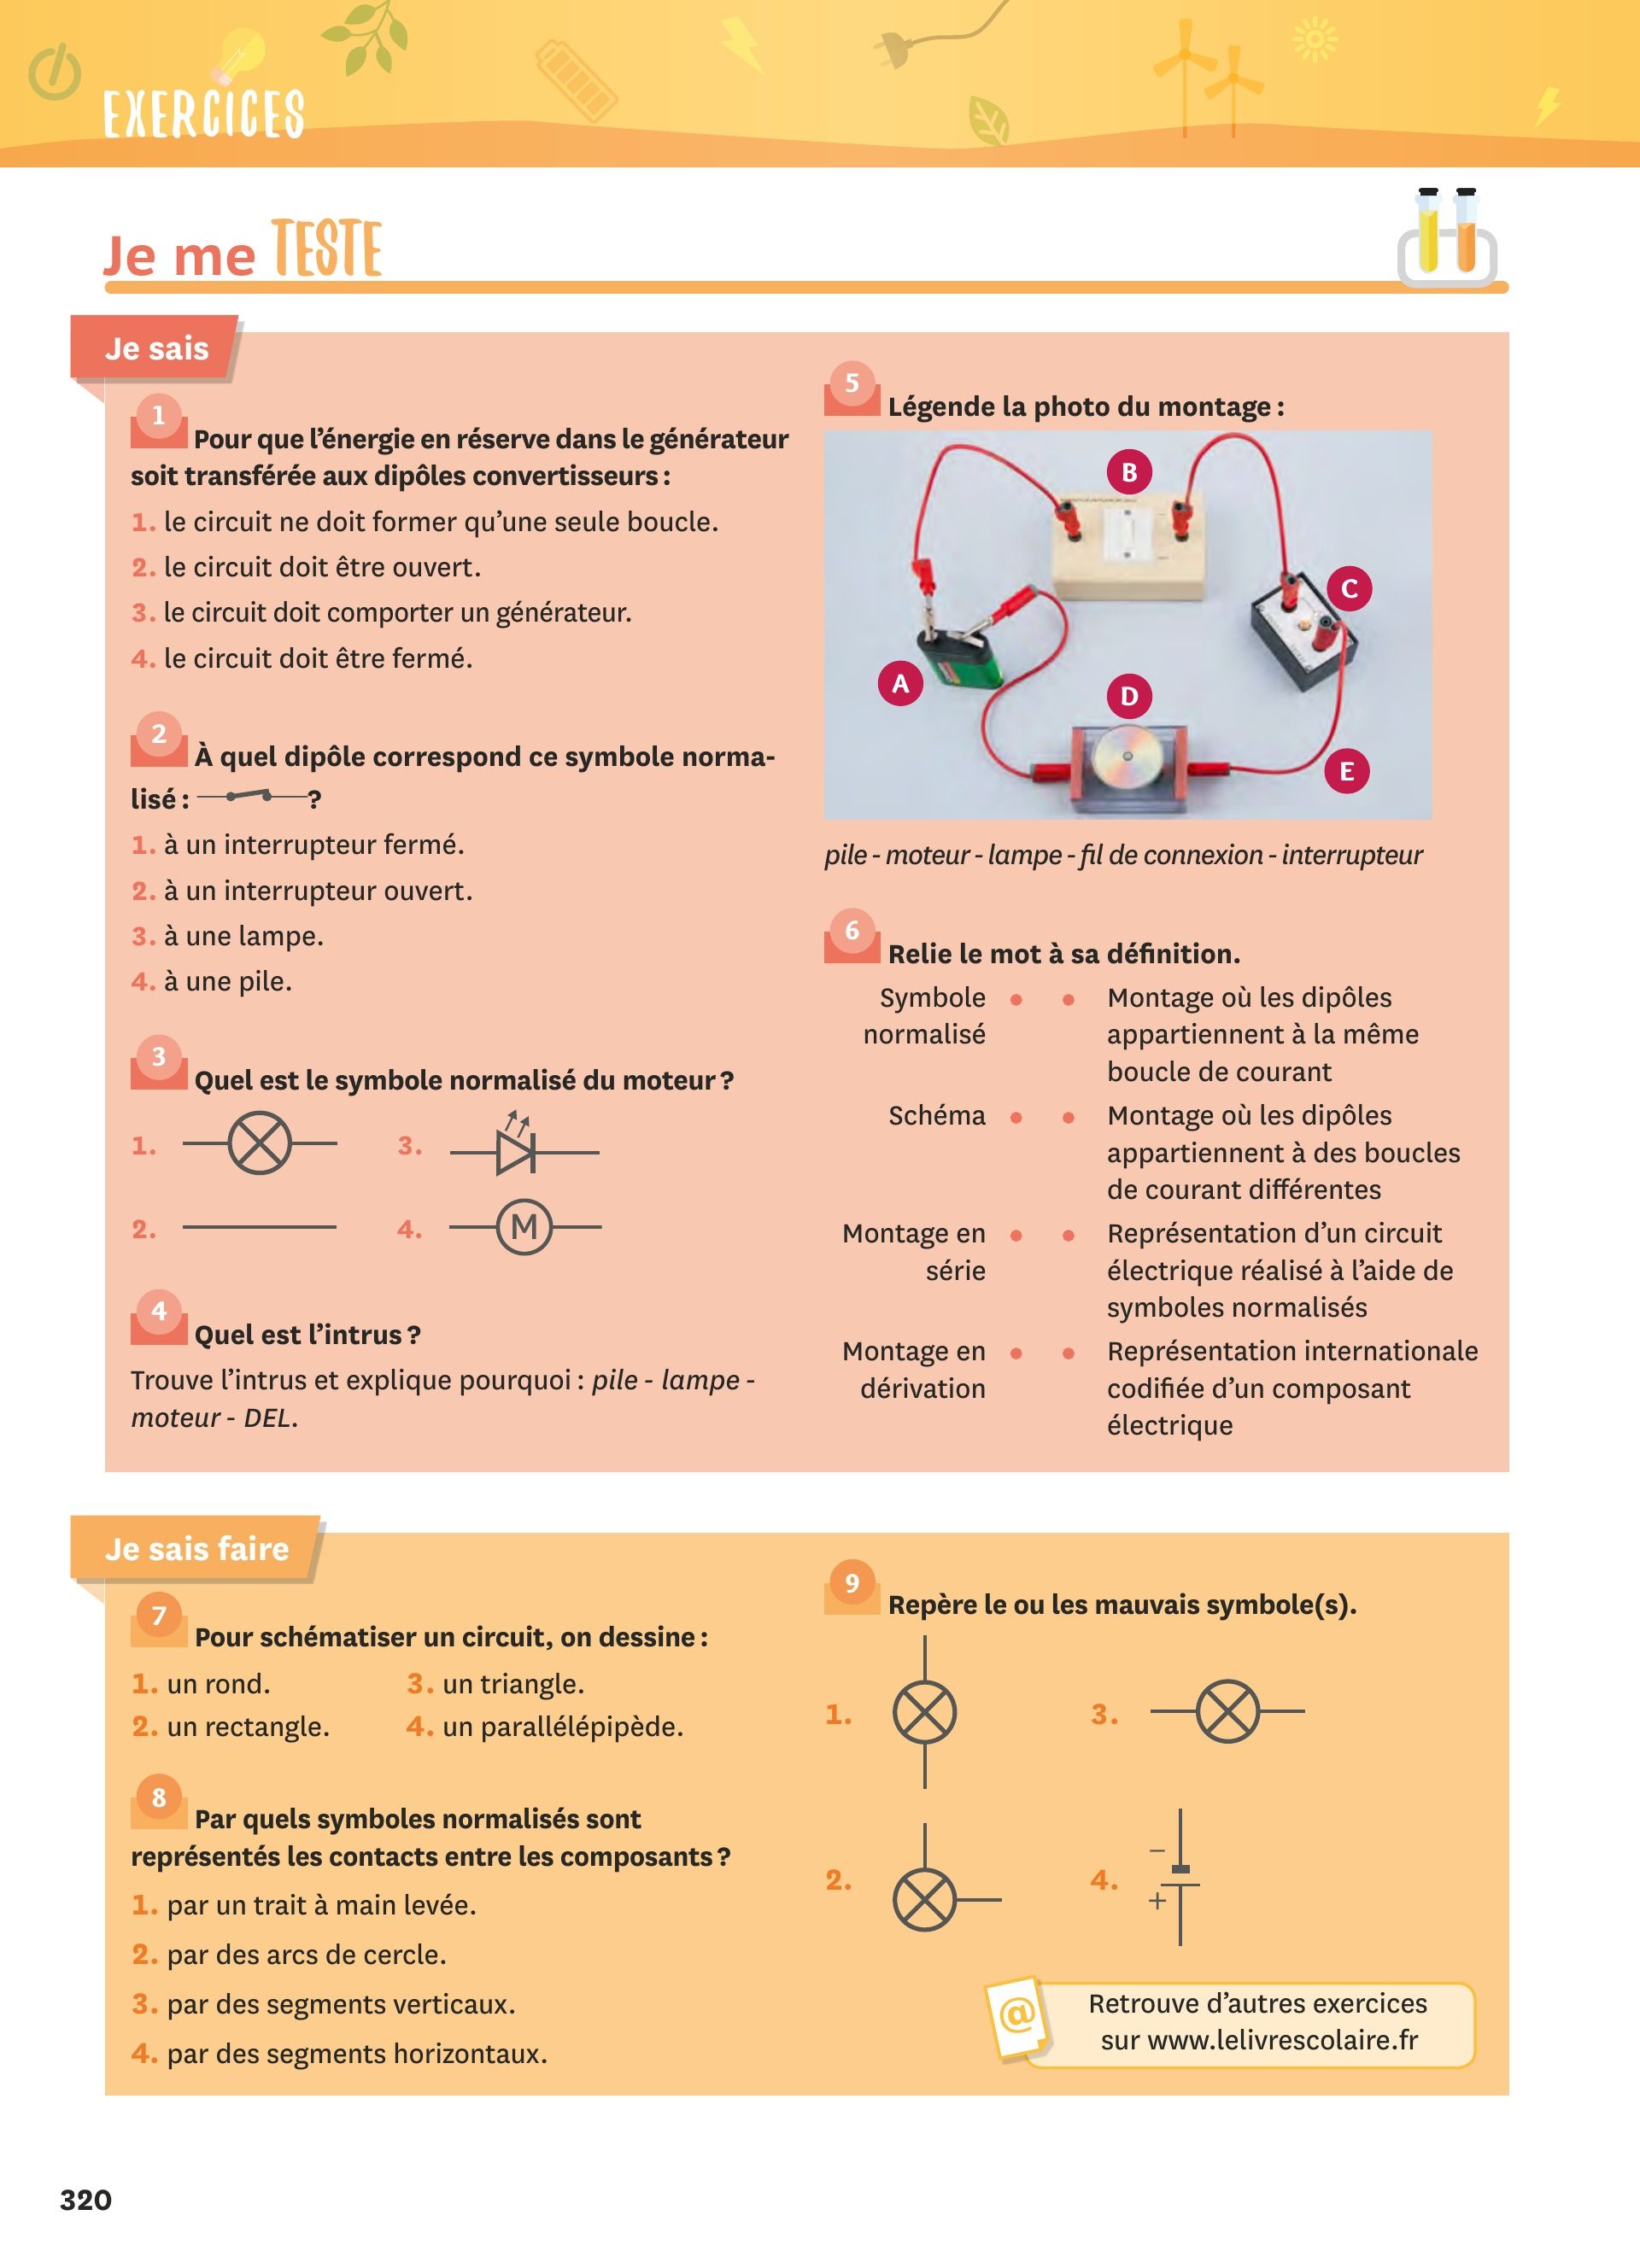 EXERCICES
Je me TESTE
Je sais
1
Pour que l’énergie en réserve dans le générateur
soit transférée aux dipôles convertisseurs :
1. le circuit ne doit former qu’une seule boucle.
2. le circuit doit être ouvert.
3. le circuit doit comporter un générateur.
4. le circuit doit être fermé.
2
À quel dipôle correspond ce symbole norma-
lisé : ?
1. à un interrupteur fermé.
2. à un interrupteur ouvert.
3. à une lampe.
4. à une pile.
3
Quel est le symbole normalisé du moteur ?
1.
3.
2.
4. M
4
Quel est l’intrus ?
Trouve l’intrus et explique pourquoi : pile - lampe -
moteur - DEL.
5
Légende la photo du montage :
B
C
A
D
E
pile - moteur - lampe - fil de connexion - interrupteur
6
Relie le mot à sa définition.
Symbole
normalisé
Montage où les dipôles
appartiennent à la même
boucle de courant
Schéma
Montage où les dipôles
appartiennent à des boucles
de courant différentes
Montage en
série
Représentation d’un circuit
électrique réalisé à l’aide de
symboles normalisés
Montage en
dérivation
Représentation internationale
codifiée d’un composant
électrique
Je sais faire
7
Pour schématiser un circuit, on dessine :
1. un rond.
3. un triangle.
2. un rectangle.
4. un parallélépipède.
8
Par quels symboles normalisés sont
représentés les contacts entre les composants ?
1. par un trait à main levée.
2. par des arcs de cercle.
3. par des segments verticaux.
4. par des segments horizontaux.
9
Repère le ou les mauvais symbole(s).
1.
3.
2.
4.
−
+
@
Retrouve d’autres exercices
sur www.lelivrescolaire.fr
320